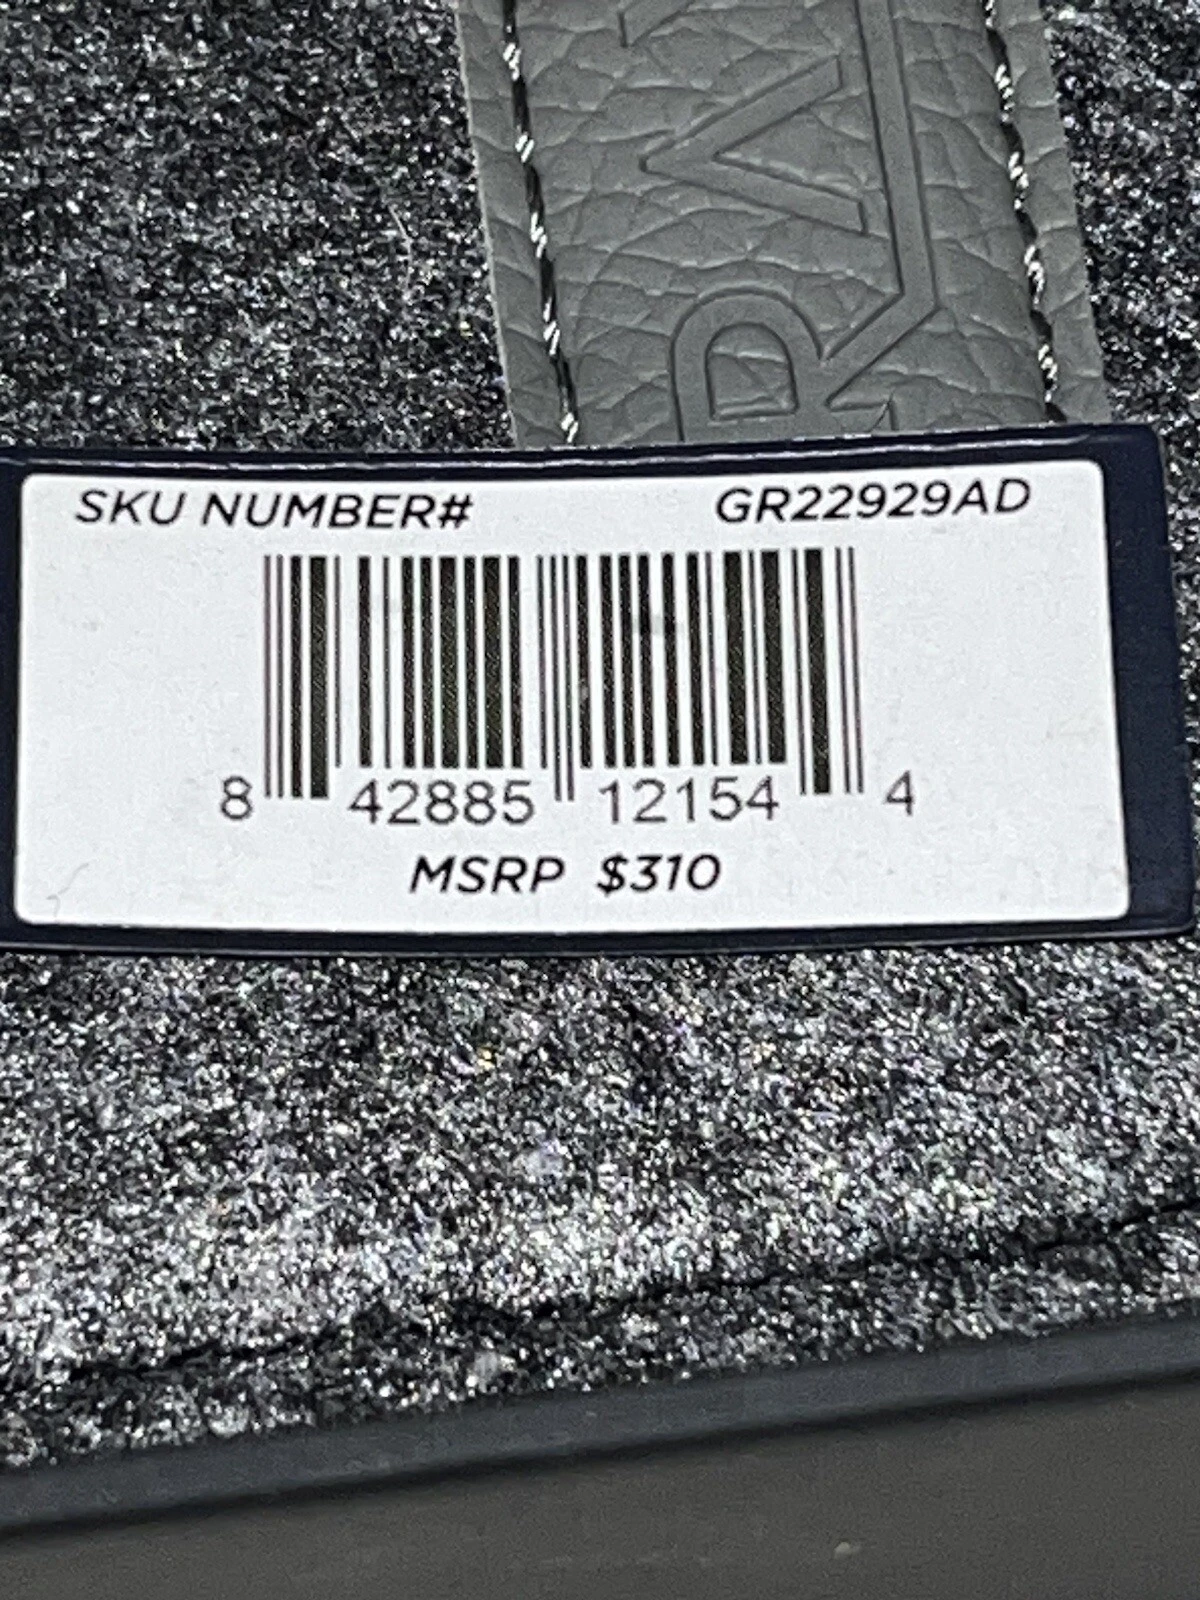 SKU NUMBER# GR22929AD
8 42885 12154 4
MSRP $310